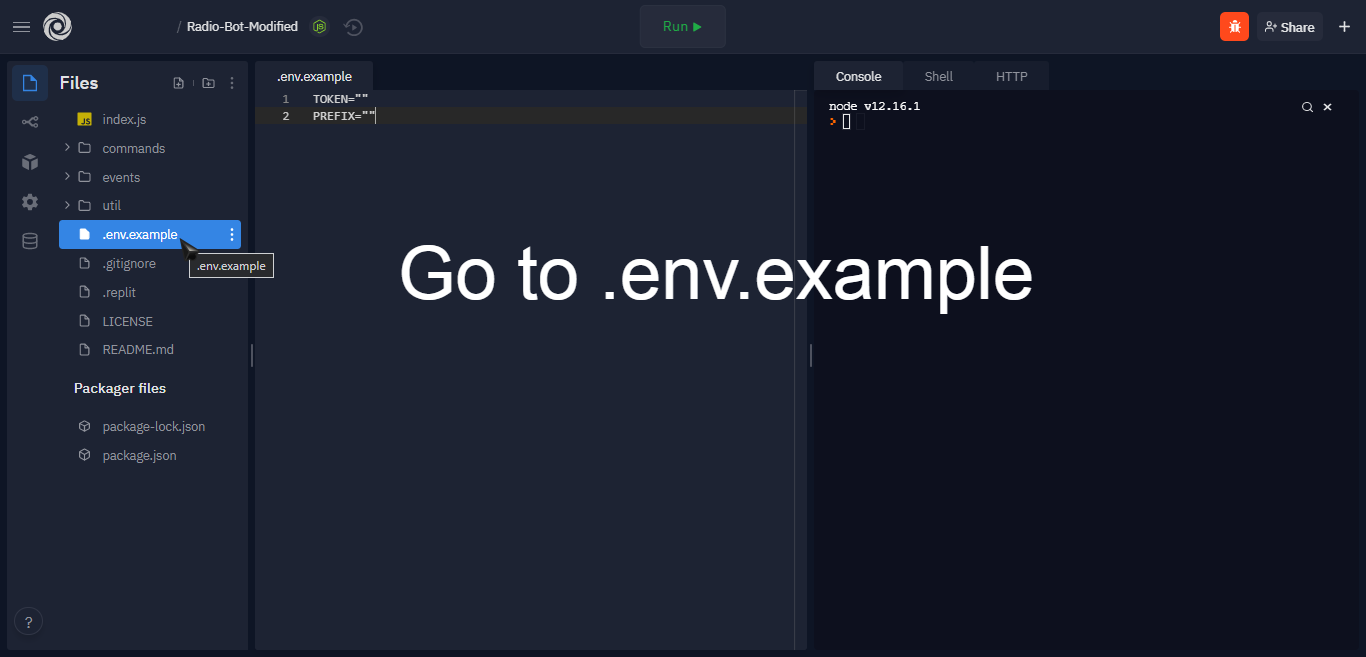 / Radio-Bot-Modified
JS
Run
Share
+
Files
JS index.js
commands
events
util
.env.example
.env.example
.gitignore
.replit
LICENSE
README.md
Packager files
package-lock.json
package.json
?
.env.example
1 TOKEN=""
2 PREFIX=""
Go to .env.example
Console Shell HTTP
node v12.16.1
>